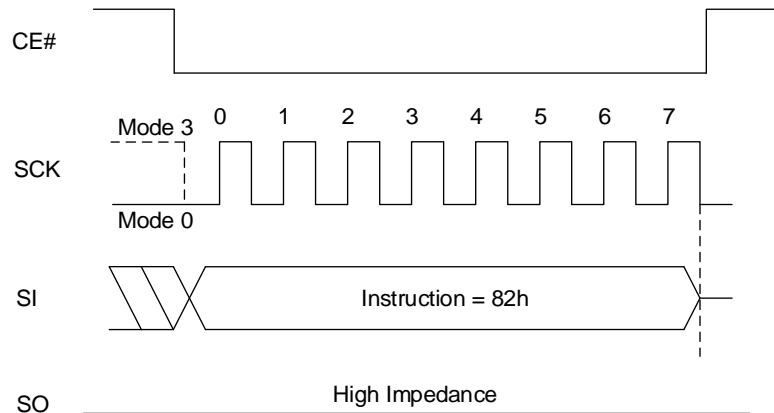 CE#
Mode 3
0 1 2 3 4 5 6 7
SCK
Mode 0
SI
Instruction = 82h
High Impedance
SO